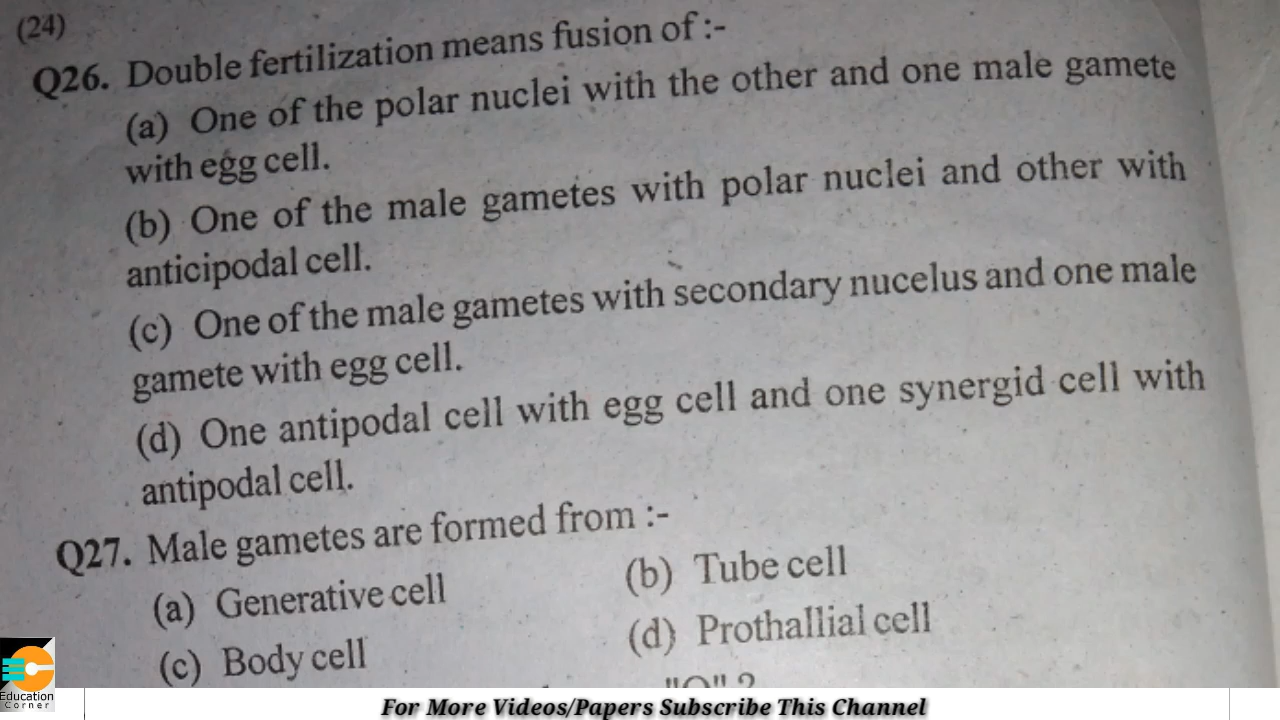 (24)
Q26. Double fertilization means fusion of :-
(a) One of the polar nuclei with the other and one male gamete
with egg cell.
(b) One of the male gametes with polar nuclei and other with
anticipodal cell.
(c) One of the male gametes with secondary nucelus and one male
gamete with egg cell.
(d) One antipodal cell with egg cell and one synergid cell with
antipodal cell.
Q27. Male gametes are formed from :-
(a) Generative cell (b) Tube cell
(c) Body cell (d) Prothallial cell
Education
Corner
For More Videos/Papers Subscribe This Channel